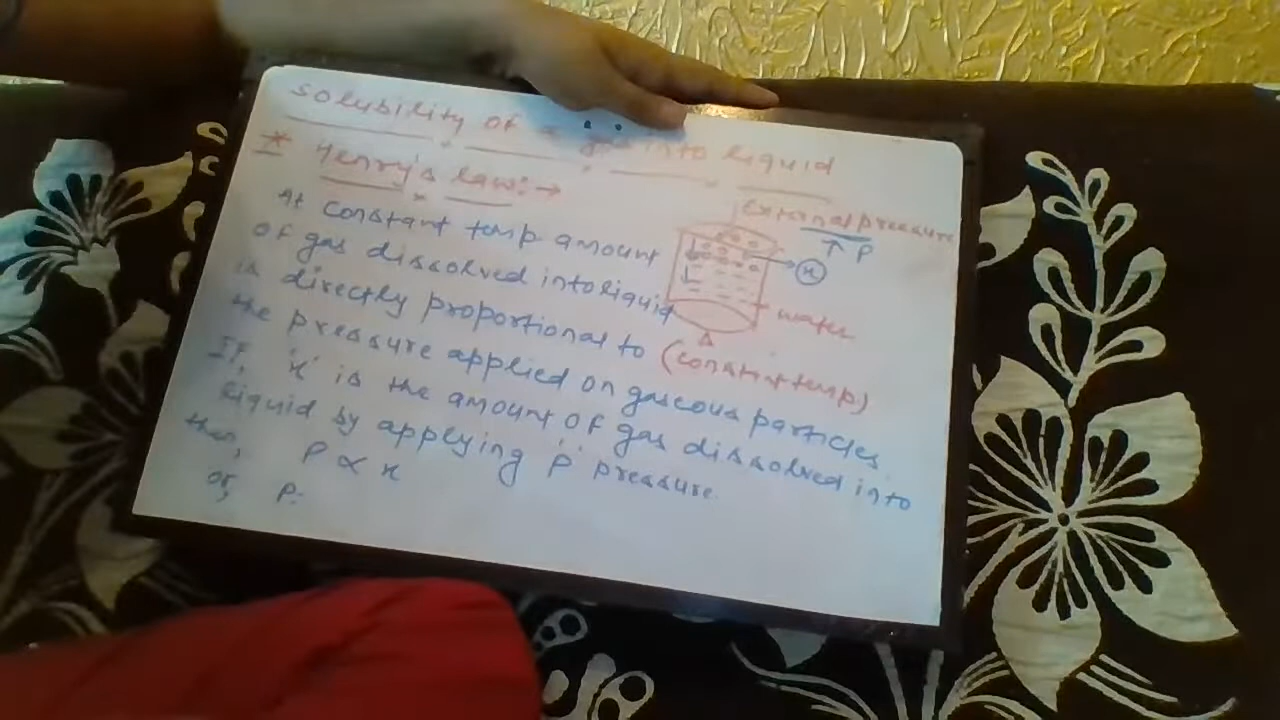 solubility of a gas into liquid
* Henry's law:→
At constant temp. amount
of gas dissolved into liquid
is directly proportional to
the pressure applied on gaseous particles
If, 'x' is the amount of gas dissolved into
liquid by applying 'P' pressure.
then, P ∝ x
or, P=
External pressure
↑ P
x
water
Δ
(constant temp)